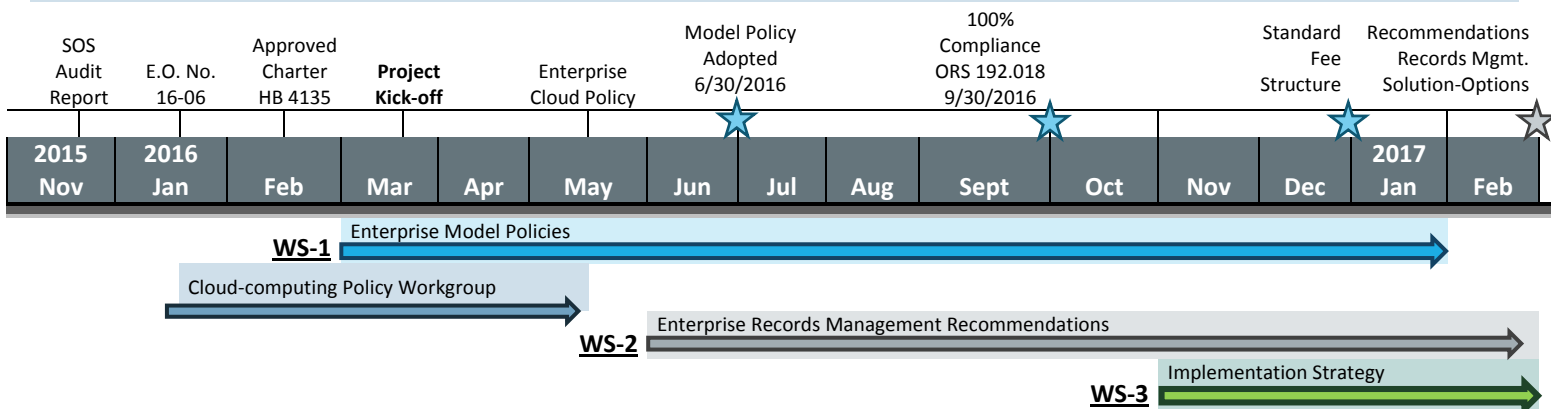 SOS
Audit
Report
E.O. No.
16-06
Approved
Charter
HB 4135
Project
Kick-off
Enterprise
Cloud Policy
Model Policy
Adopted
6/30/2016
100%
Compliance
ORS 192.018
9/30/2016
Standard
Fee
Structure
Recommendations
Records Mgmt.
Solution-Options
2015
Nov
2016
Jan
Feb
Mar
Apr
May
Jun
Jul
Aug
Sept
Oct
Nov
Dec
2017
Jan
Feb
WS-1
Enterprise Model Policies
Cloud-computing Policy Workgroup
WS-2
Enterprise Records Management Recommendations
WS-3
Implementation Strategy